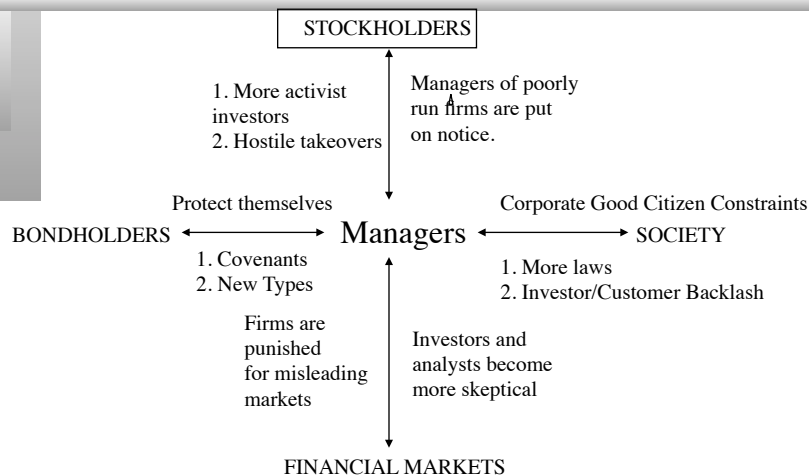 STOCKHOLDERS
1. More activist
investors
2. Hostile takeovers
Managers of poorly
run firms are put
on notice.
Protect themselves
Corporate Good Citizen Constraints
BONDHOLDERS
Managers
SOCIETY
1. Covenants
2. New Types
1. More laws
2. Investor/Customer Backlash
Firms are
punished
for misleading
markets
Investors and
analysts become
more skeptical
FINANCIAL MARKETS